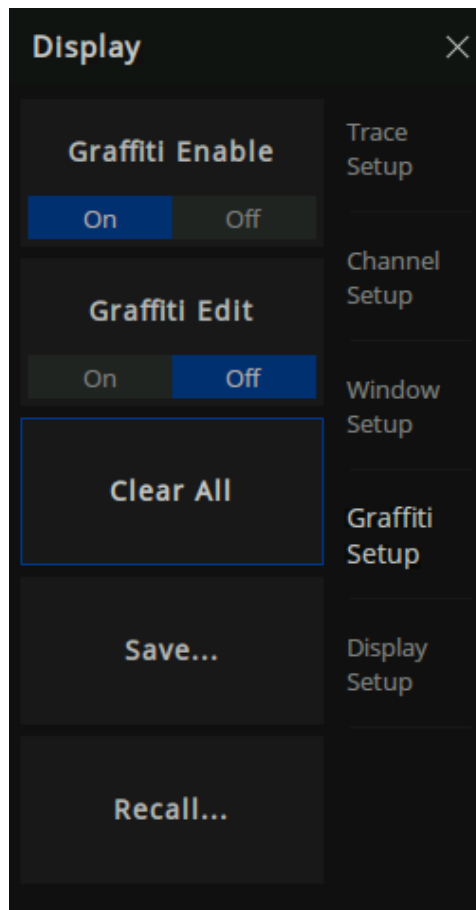 Display
Graffiti Enable
On Off
Graffiti Edit
On Off
Clear All
Save...
Recall...
Trace
Setup
Channel
Setup
Window
Setup
Graffiti
Setup
Display
Setup